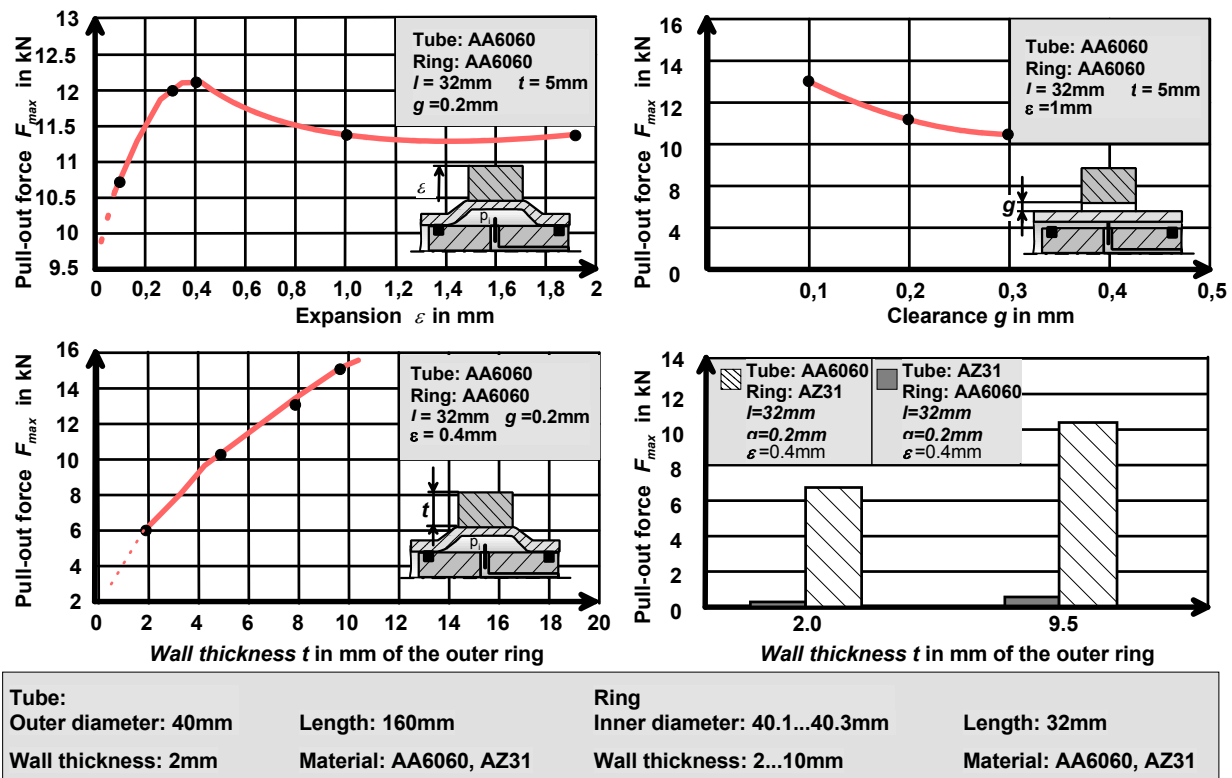 Pull-out force Fmax in kN
13
12.5
12
11.5
11
10.5
10
9.5
Tube: AA6060
Ring: AA6060
l = 32mm t = 5mm
g =0.2mm
ε
pi
0 0,2 0,4 0,6 0,8 1,0 1,2 1,4 1,6 1,8 2
Expansion ε in mm
Pull-out force Fmax in kN
16
14
12
10
8
6
4
0
Tube: AA6060
Ring: AA6060
l = 32mm t = 5mm
ε =1mm
g
0,1 0,2 0,3 0,4 0,5
Clearance g in mm
Pull-out force Fmax in kN
16
14
12
10
8
6
4
2
Tube: AA6060
Ring: AA6060
l = 32mm g =0.2mm
ε = 0.4mm
t
pi
0 2 4 6 8 10 12 14 16 18 20
Wall thickness t in mm of the outer ring
Pull-out force Fmax in kN
14
12
10
8
6
4
2
0
Tube: AA6060
Ring: AZ31
l=32mm
g=0.2mm
ε=0.4mm
Tube: AZ31
Ring: AA6060
l=32mm
g=0.2mm
ε=0.4mm
2.0 9.5
Wall thickness t in mm of the outer ring
Tube: Ring
Outer diameter: 40mm Length: 160mm Inner diameter: 40.1...40.3mm Length: 32mm
Wall thickness: 2mm Material: AA6060, AZ31 Wall thickness: 2...10mm Material: AA6060, AZ31